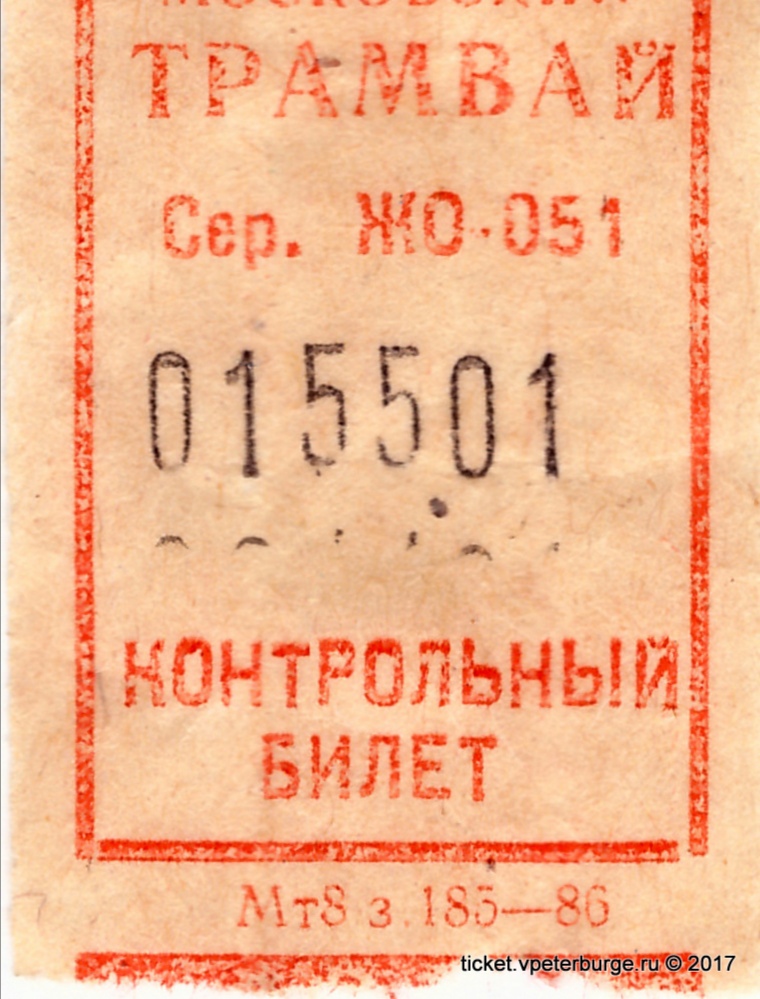 ТРАМВАЙ
Сер. ЖО-051
015501
КОНТРОЛЬНЫЙ
БИЛЕТ
Мт8 з.185—86
ticket.vpeterburge.ru © 2017